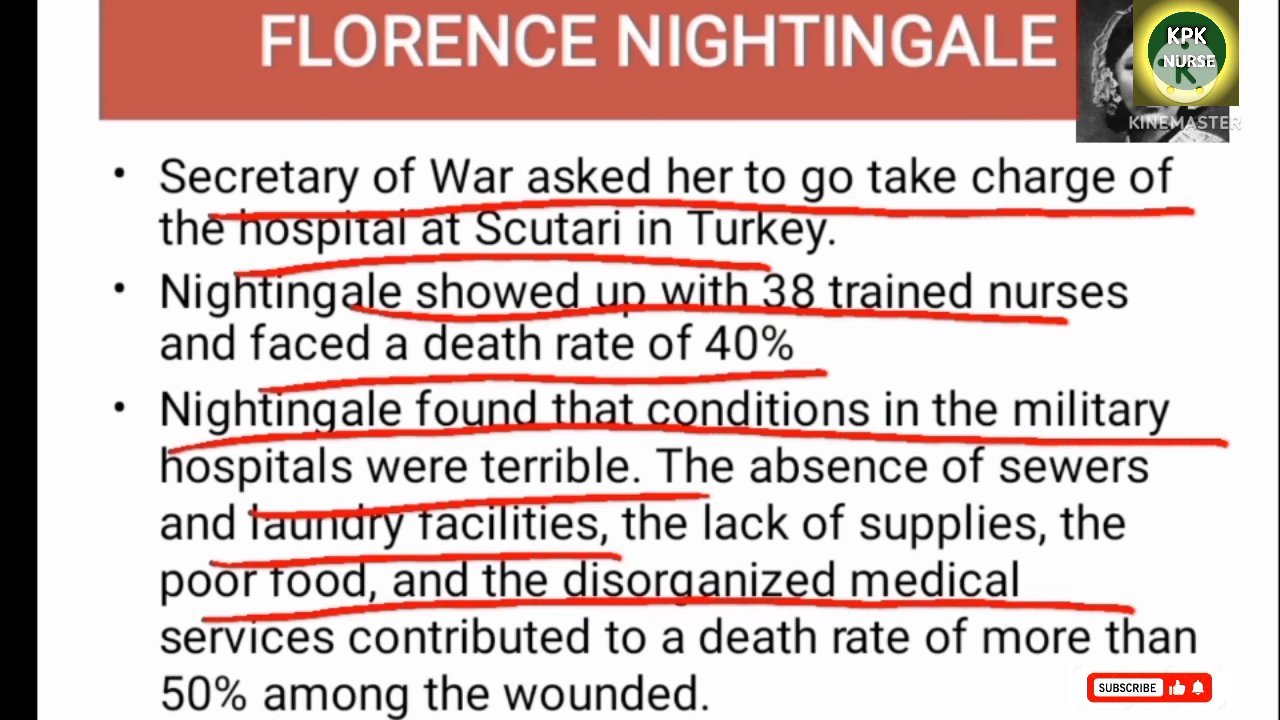 FLORENCE NIGHTINGALE
KPK
NURSE
KINEMASTER
• Secretary of War asked her to go take charge of
the hospital at Scutari in Turkey.
• Nightingale showed up with 38 trained nurses
and faced a death rate of 40%
• Nightingale found that conditions in the military
hospitals were terrible. The absence of sewers
and laundry facilities, the lack of supplies, the
poor food, and the disorganized medical
services contributed to a death rate of more than
50% among the wounded.
SUBSCRIBE